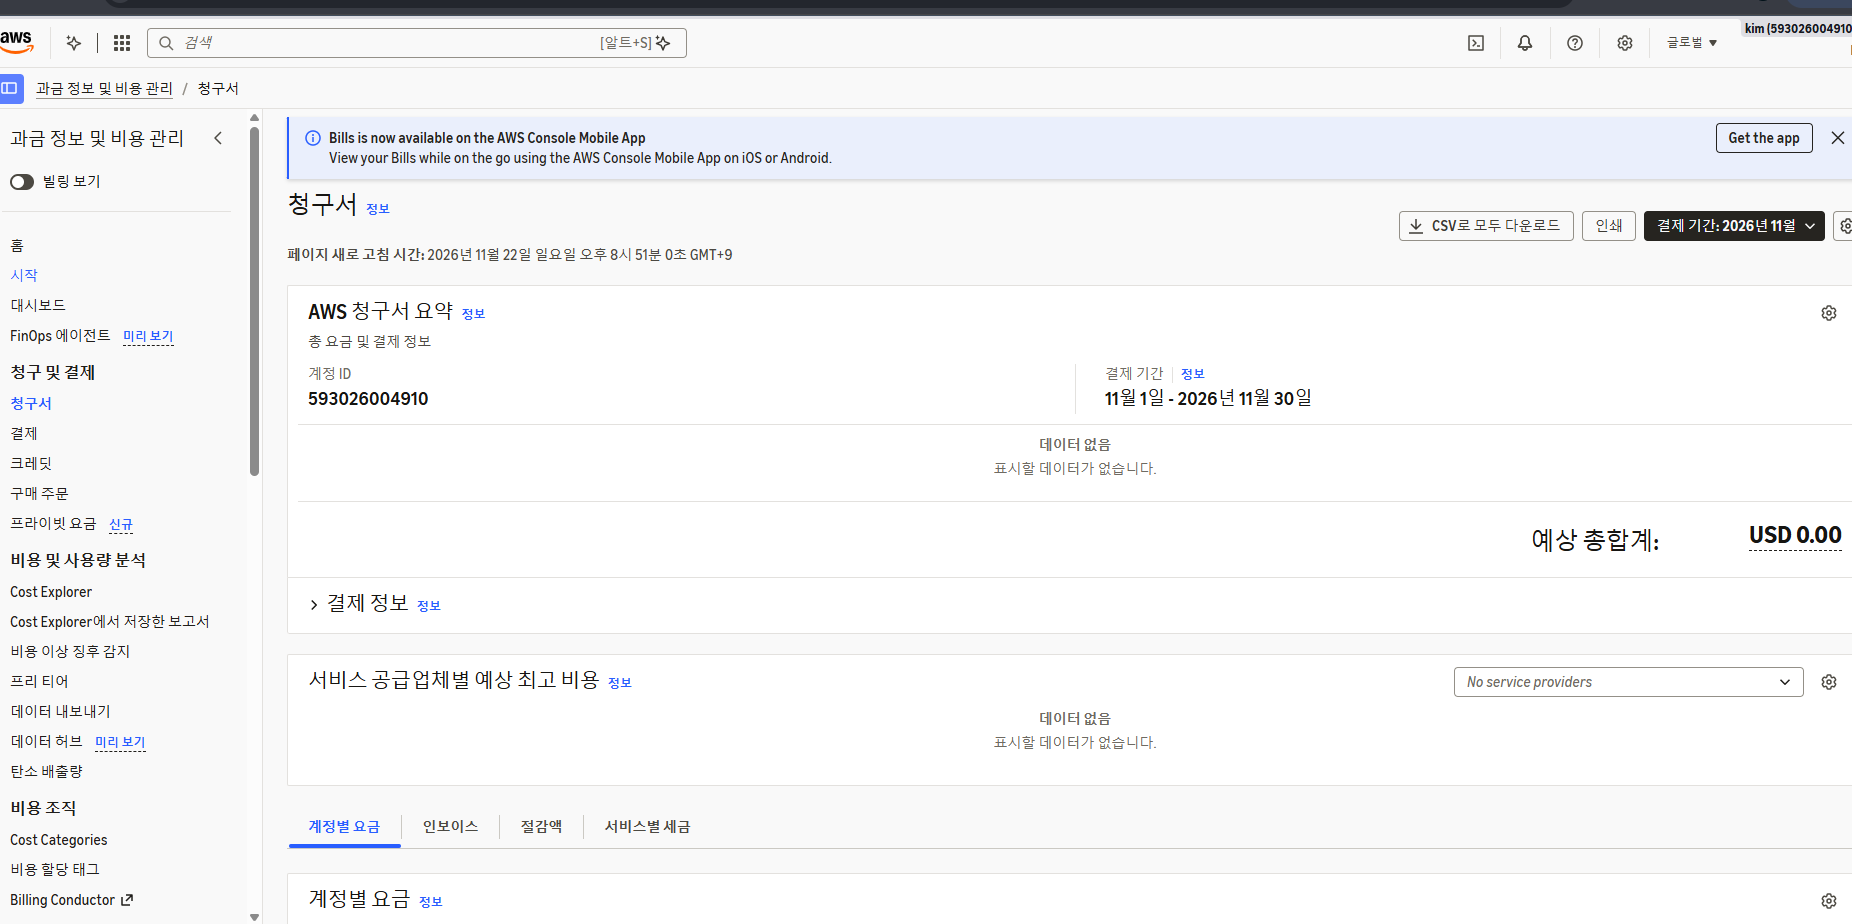 aws
검색
[알트+S]
글로벌
kim (593026004910
과금 정보 및 비용 관리 / 청구서
과금 정보 및 비용 관리
빌링 보기
홈
시작
대시보드
FinOps 에이전트 미리 보기
청구 및 결제
청구서
결제
크레딧
구매 주문
프라이빗 요금 신규
비용 및 사용량 분석
Cost Explorer
Cost Explorer에서 저장한 보고서
비용 이상 징후 감지
프리 티어
데이터 내보내기
데이터 허브 미리 보기
탄소 배출량
비용 조직
Cost Categories
비용 할당 태그
Billing Conductor
Bills is now available on the AWS Console Mobile App
View your Bills while on the go using the AWS Console Mobile App on iOS or Android.
Get the app
청구서 정보
CSV로 모두 다운로드
인쇄
결제 기간: 2026년 11월
페이지 새로 고침 시간: 2026년 11월 22일 일요일 오후 8시 51분 0초 GMT+9
AWS 청구서 요약 정보
총 요금 및 결제 정보
계정 ID
593026004910
결제 기간 정보
11월 1일 - 2026년 11월 30일
데이터 없음
표시할 데이터가 없습니다.
예상 총합계: USD 0.00
결제 정보 정보
서비스 공급업체별 예상 최고 비용 정보
No service providers
데이터 없음
표시할 데이터가 없습니다.
계정별 요금
인보이스
절감액
서비스별 세금
계정별 요금 정보